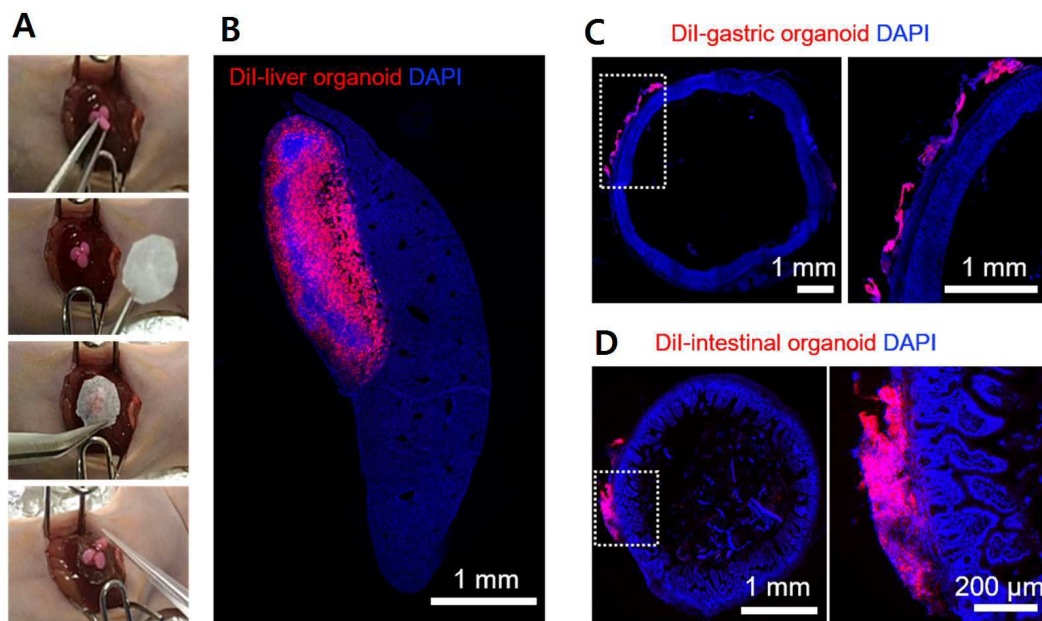 A
B
DiI-liver organoid DAPI
1 mm
C
DiI-gastric organoid DAPI
1 mm
1 mm
D
DiI-intestinal organoid DAPI
1 mm
200 μm